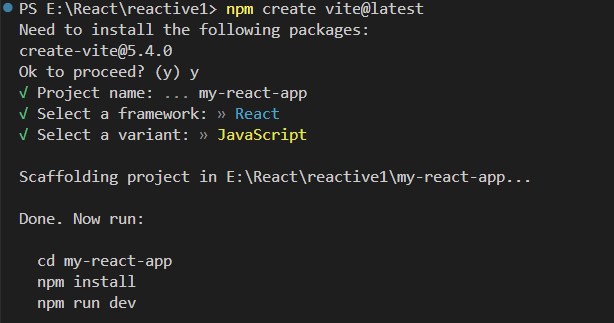 PS E:\React\reactive1> npm create vite@latest
Need to install the following packages:
create-vite@5.4.0
Ok to proceed? (y) y
√ Project name: ... my-react-app
√ Select a framework: » React
√ Select a variant: » JavaScript
Scaffolding project in E:\React\reactive1\my-react-app...
Done. Now run:
cd my-react-app
npm install
npm run dev